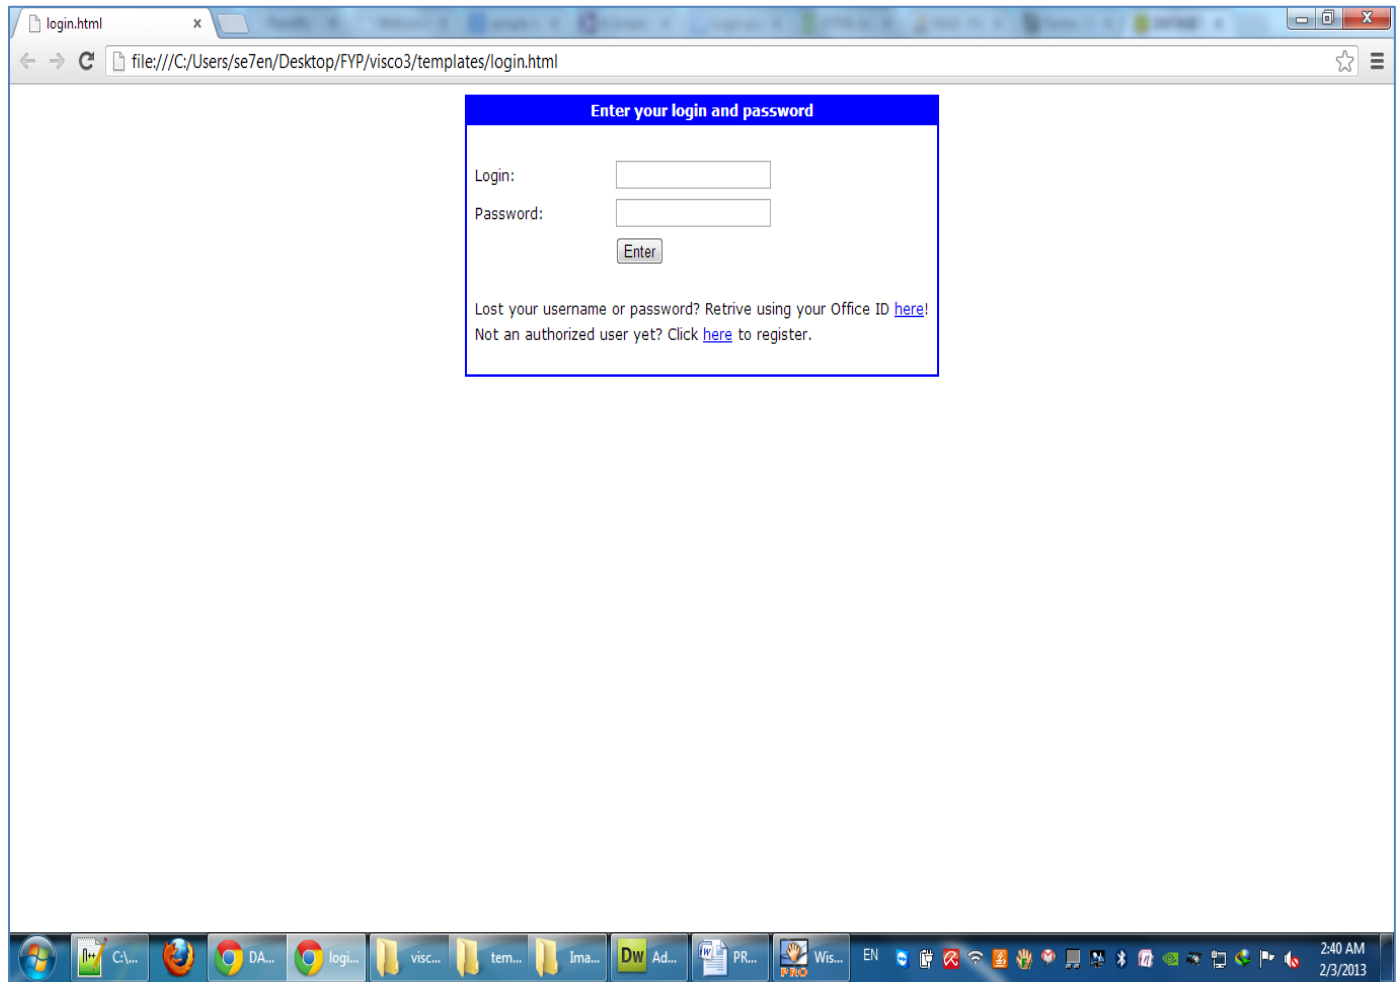 login.html
file:///C:/Users/se7en/Desktop/FYP/visco3/templates/login.html
Enter your login and password
Login:
Password:
Enter
Lost your username or password? Retrive using your Office ID here!
Not an authorized user yet? Click here to register.
C:\... DA... logi... visc... tem... Ima... Dw Ad... PR... PRO Wis... EN 2:40 AM
2/3/2013